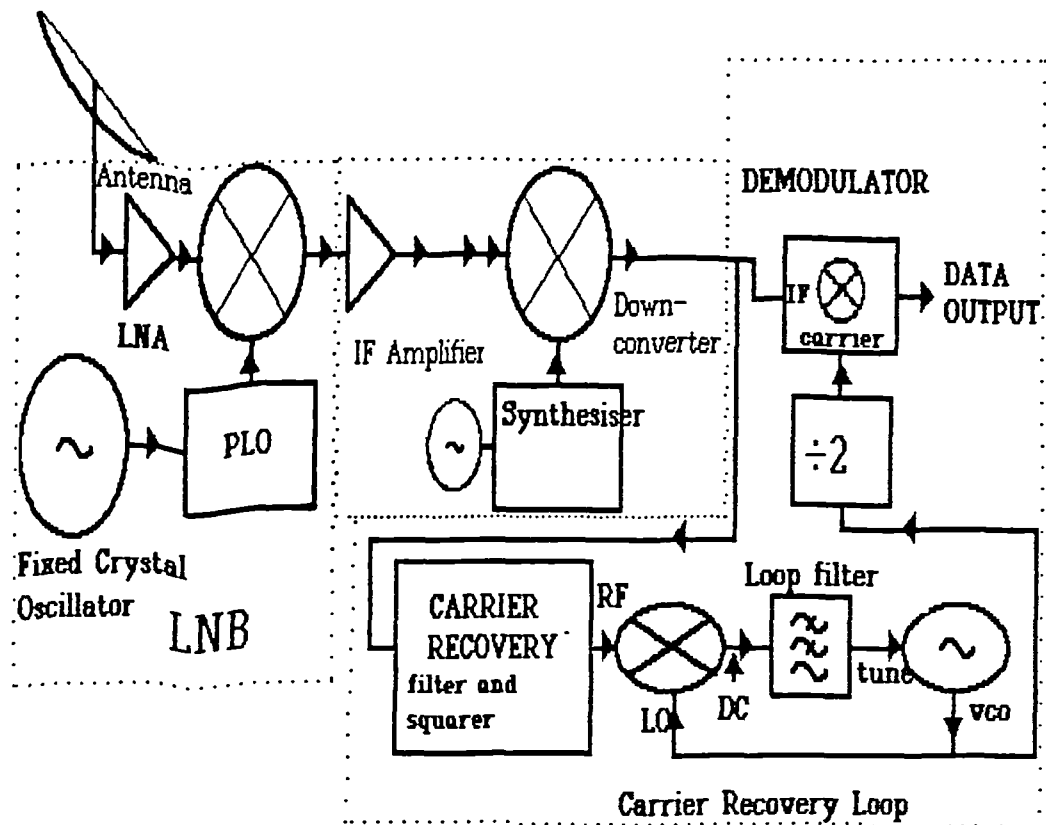 Antenna
DEMODULATOR
LNA
IF Amplifier
Down-
converter
IF
carrier
DATA
OUTPUT
PLO
Synthesiser
~
~
÷2
Fixed Crystal
Oscillator
LNB
CARRIER
RECOVERY
filter and
squarer
RF
LO
DC
Loop filter
tune
~
vco
Carrier Recovery Loop